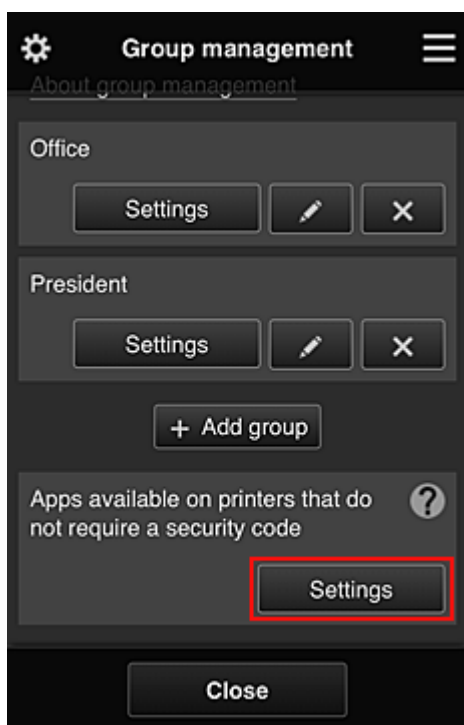 Group management
About group management
Office
Settings
President
Settings
+ Add group
Apps available on printers that do
not require a security code
?
Settings
Close